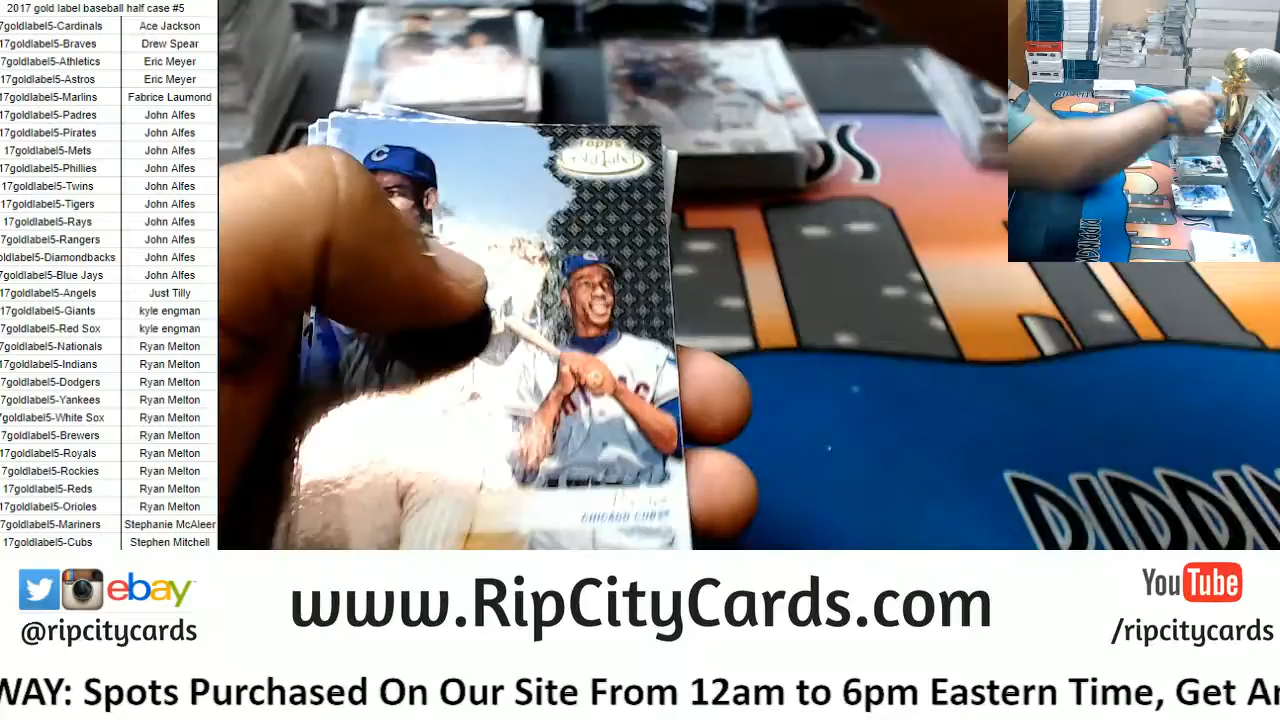 2017 gold label baseball half case #5
7goldlabel5-Cardinals Ace Jackson
17goldlabel5-Braves Drew Spear
7goldlabel5-Athletics Eric Meyer
17goldlabel5-Astros Eric Meyer
17goldlabel5-Marlins Fabrice Laumond
17goldlabel5-Padres John Alfes
17goldlabel5-Pirates John Alfes
17goldlabel5-Mets John Alfes
17goldlabel5-Phillies John Alfes
17goldlabel5-Twins John Alfes
17goldlabel5-Tigers John Alfes
17goldlabel5-Rays John Alfes
17goldlabel5-Rangers John Alfes
oldlabel5-Diamondbacks John Alfes
7goldlabel5-Blue Jays John Alfes
17goldlabel5-Angels Just Tilly
17goldlabel5-Giants kyle engman
7goldlabel5-Red Sox kyle engman
7goldlabel5-Nationals Ryan Melton
17goldlabel5-Indians Ryan Melton
7goldlabel5-Dodgers Ryan Melton
7goldlabel5-Yankees Ryan Melton
7goldlabel5-White Sox Ryan Melton
7goldlabel5-Brewers Ryan Melton
17goldlabel5-Royals Ryan Melton
7goldlabel5-Rockies Ryan Melton
17goldlabel5-Reds Ryan Melton
17goldlabel5-Orioles Ryan Melton
7goldlabel5-Mariners Stephanie McAleer
17goldlabel5-Cubs Stephen Mitchell
TOPPS
Gold Label
C
CHICAGO CUBS
ebay
@ripcitycards
www.RipCityCards.com
YouTube
/ripcitycards
WAY: Spots Purchased On Our Site From 12am to 6pm Eastern Time, Get An